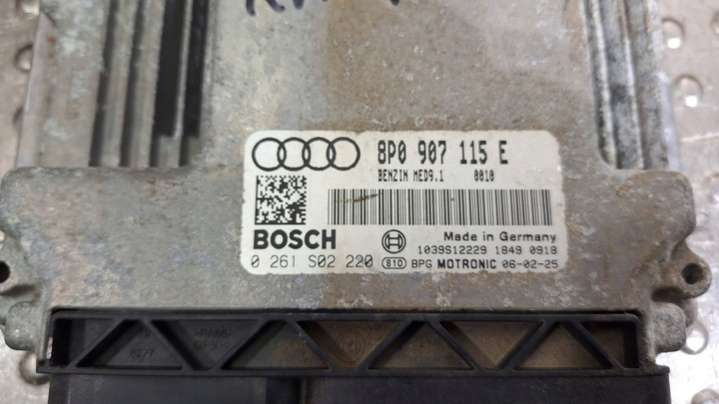 8P0 907 115 E
BENZIN MED9.1 0010
BOSCH
Made in Germany
1039S12229 1849 0918
0 261 S02 220 B10 BPG MOTRONIC 06-02-25